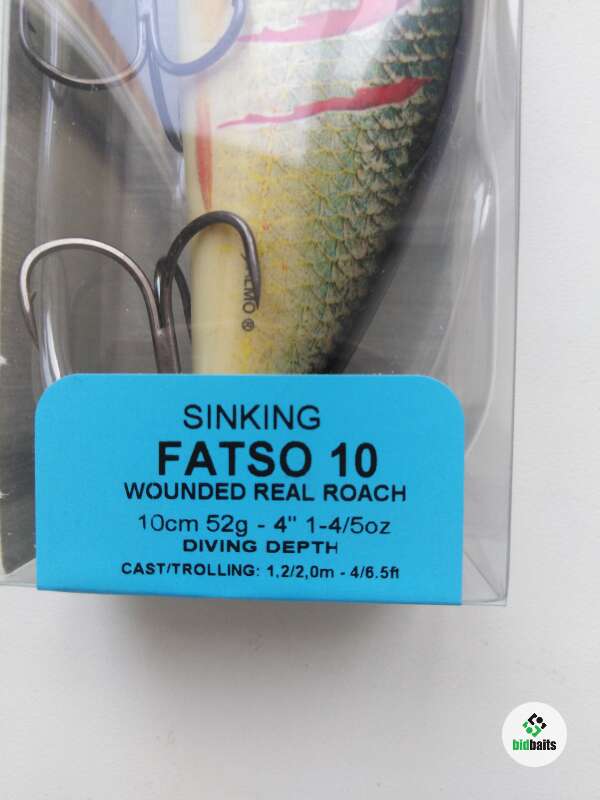 SALMO ®
SINKING
FATSO 10
WOUNDED REAL ROACH
10cm 52g - 4" 1-4/5oz
DIVING DEPTH
CAST/TROLLING: 1,2/2,0m - 4/6.5ft
bidbaits